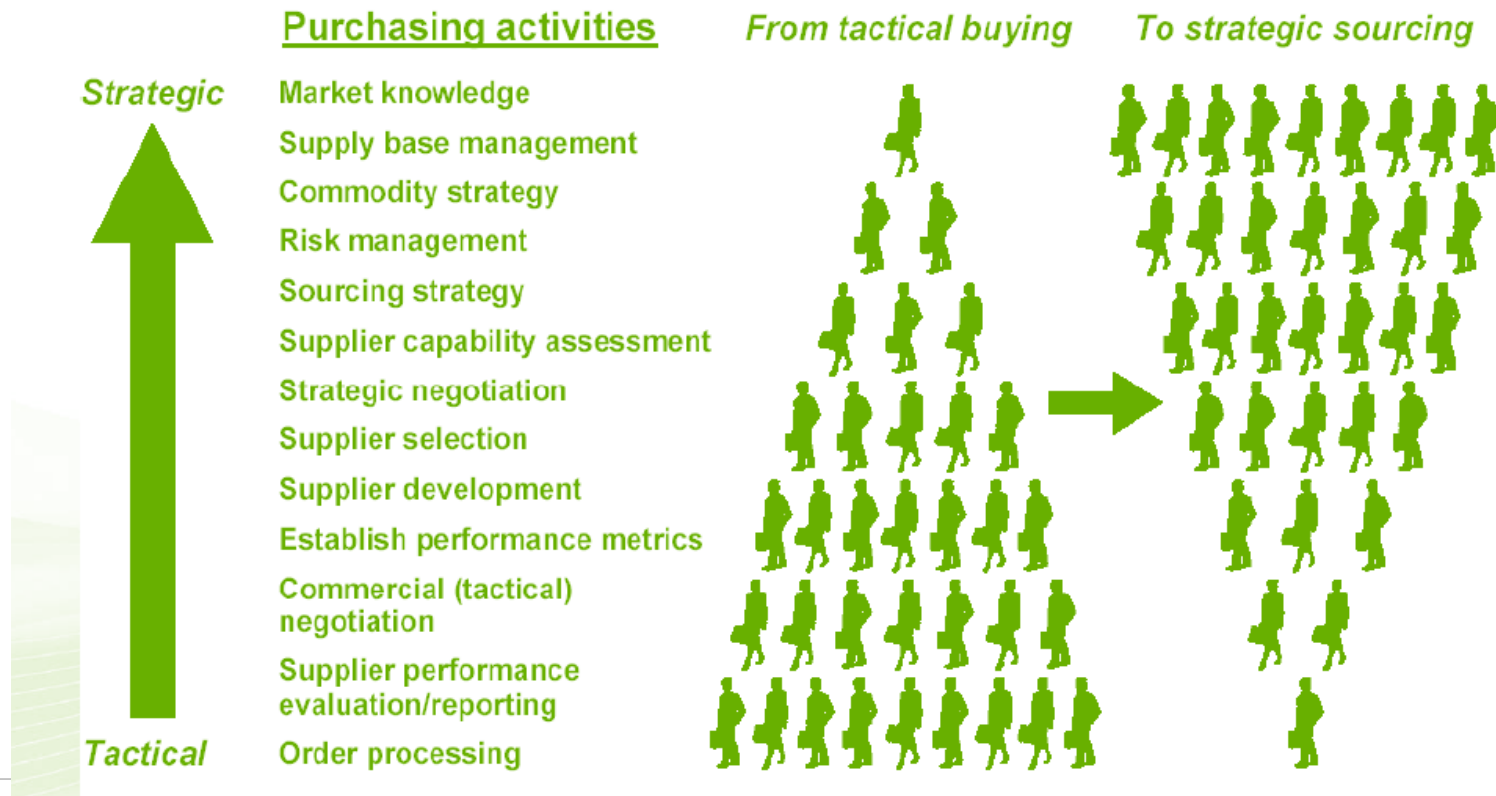 Purchasing activities
From tactical buying
To strategic sourcing
Strategic
Market knowledge
Supply base management
Commodity strategy
Risk management
Sourcing strategy
Supplier capability assessment
Strategic negotiation
Supplier selection
Supplier development
Establish performance metrics
Commercial (tactical)
negotiation
Supplier performance
evaluation/reporting
Tactical
Order processing